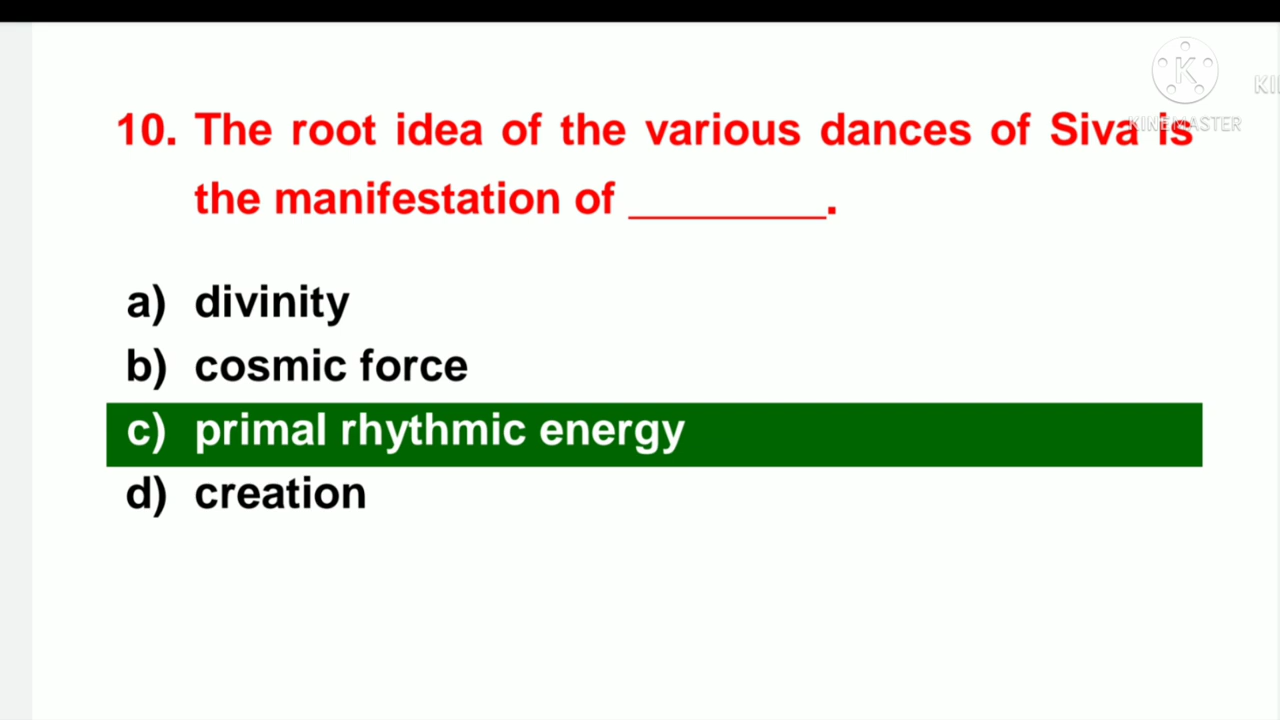 10. The root idea of the various dances of Siva is
the manifestation of _________.
a) divinity
b) cosmic force
c) primal rhythmic energy
d) creation
K
KINEMASTER